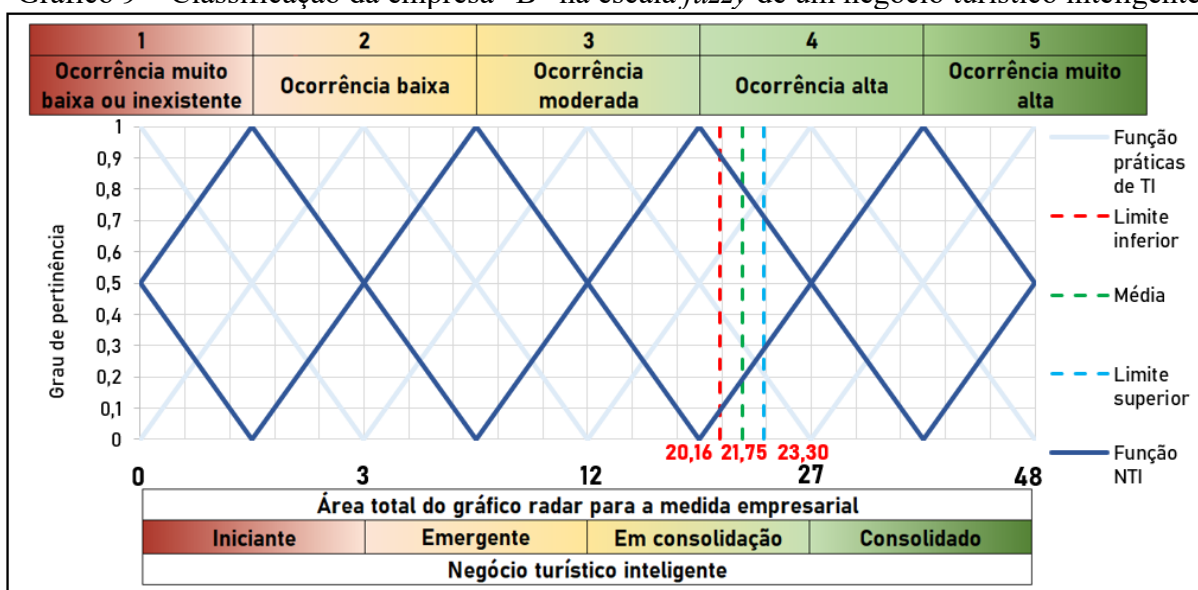 Gráfico 9 – Classificação da empresa "B" na escala fuzzy de um negócio turístico inteligente
1 2 3 4 5
Ocorrência muito baixa ou inexistente
Ocorrência baixa
Ocorrência moderada
Ocorrência alta
Ocorrência muito alta
Grau de pertinência
1
0,9
0,8
0,7
0,6
0,5
0,4
0,3
0,2
0,1
0
Função práticas de TI
Limite inferior
Média
Limite superior
Função NTI
20,16 21,75 23,30
0 3 12 27 48
Área total do gráfico radar para a medida empresarial
Iniciante Emergente Em consolidação Consolidado
Negócio turístico inteligente